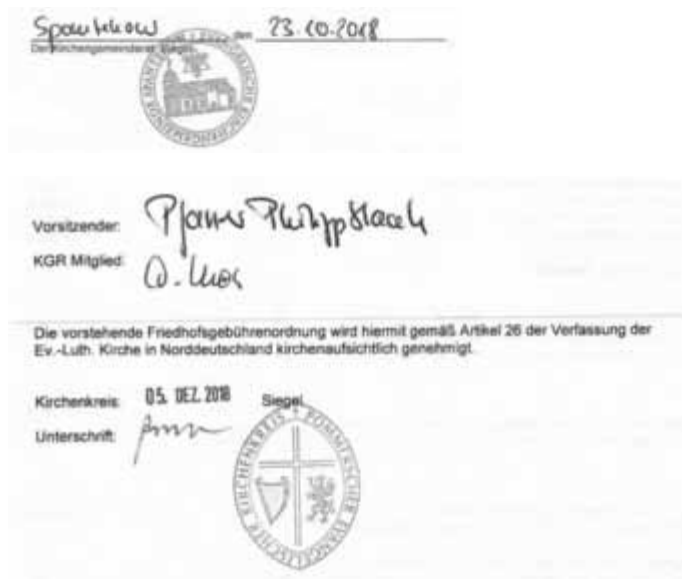 Spantekow, den 23.10.2018
Der Kirchengemeinderat Siegel
Vorsitzender: Pfarrer Philipp Staak
KGR Mitglied:
Die vorstehende Friedhofsgebührenordnung wird hiermit gemäß Artikel 26 der Verfassung der
Ev.-Luth. Kirche in Norddeutschland kirchenaufsichtlich genehmigt.
Kirchenkreis: 05. DEZ. 2018 Siegel
Unterschrift:
POMMERSCHER EVANGELISCHER KIRCHENKREIS